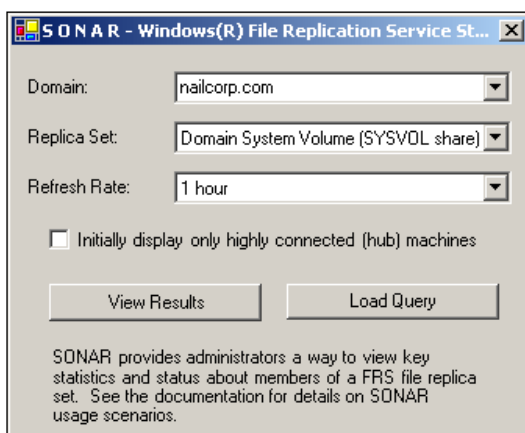 S O N A R - Windows(R) File Replication Service St...
Domain:
nailcorp.com
Replica Set:
Domain System Volume (SYSVOL share)
Refresh Rate:
1 hour
Initially display only highly connected (hub) machines
View Results
Load Query
SONAR provides administrators a way to view key
statistics and status about members of a FRS file replica
set. See the documentation for details on SONAR
usage scenarios.